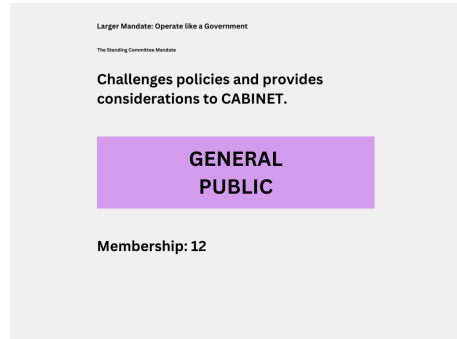 Larger Mandate: Operate like a Government
The Standing Committee Mandate
Challenges policies and provides
considerations to CABINET.
GENERAL
PUBLIC
Membership: 12